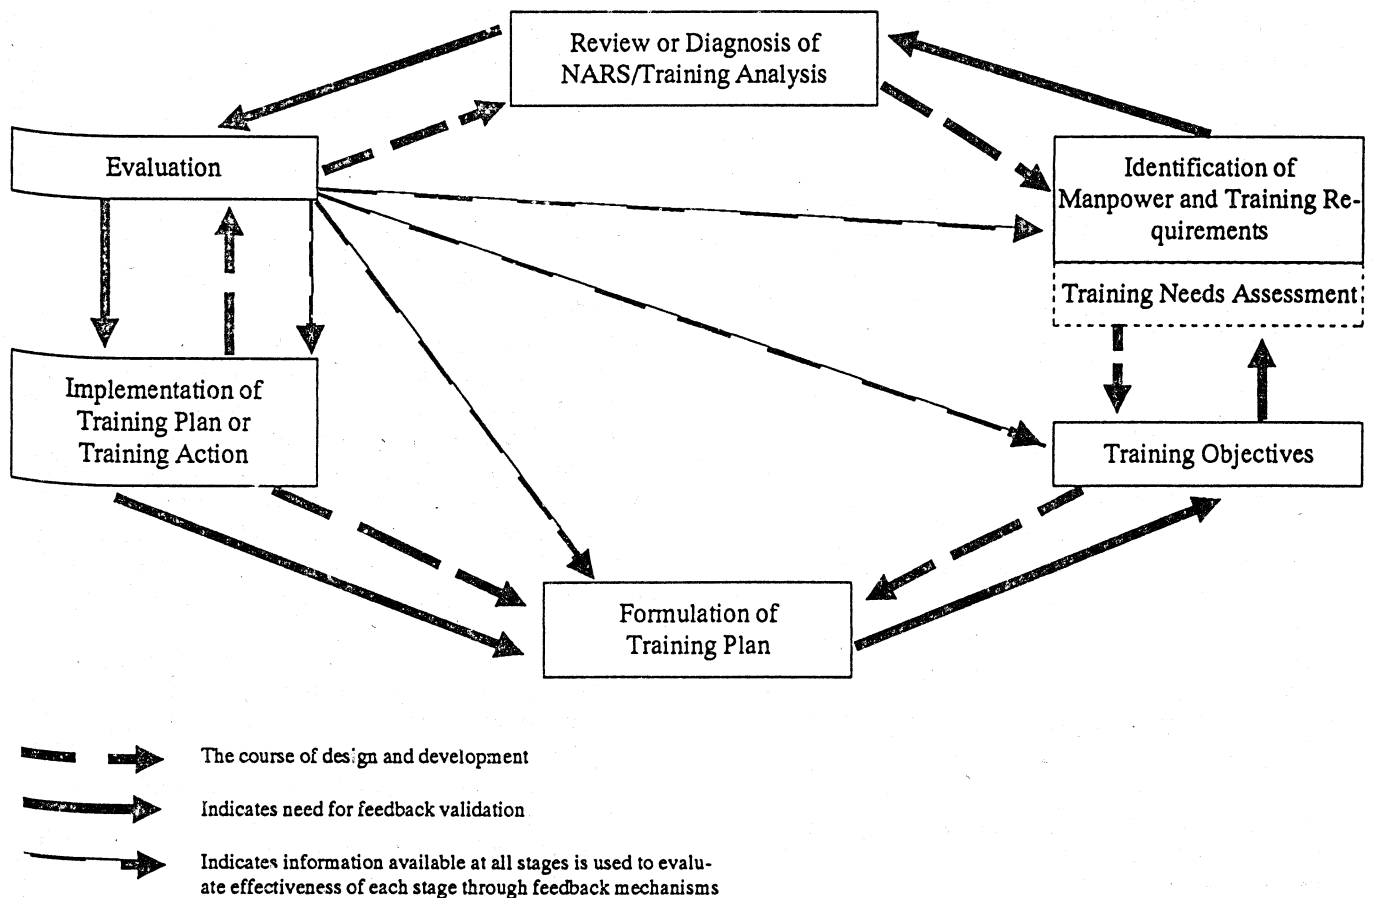 Review or Diagnosis of
NARS/Training Analysis
Evaluation
Identification of
Manpower and Training Re-
quirements
Training Needs Assessment
Implementation of
Training Plan or
Training Action
Training Objectives
Formulation of
Training Plan
The course of design and development
Indicates need for feedback validation
Indicates information available at all stages is used to evalu-
ate effectiveness of each stage through feedback mechanisms